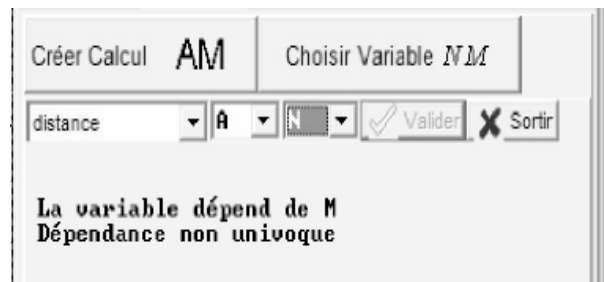 Créer Calcul AM Choisir Variable NM
distance A N Valider Sortir
La variable dépend de M
Dépendance non univoque